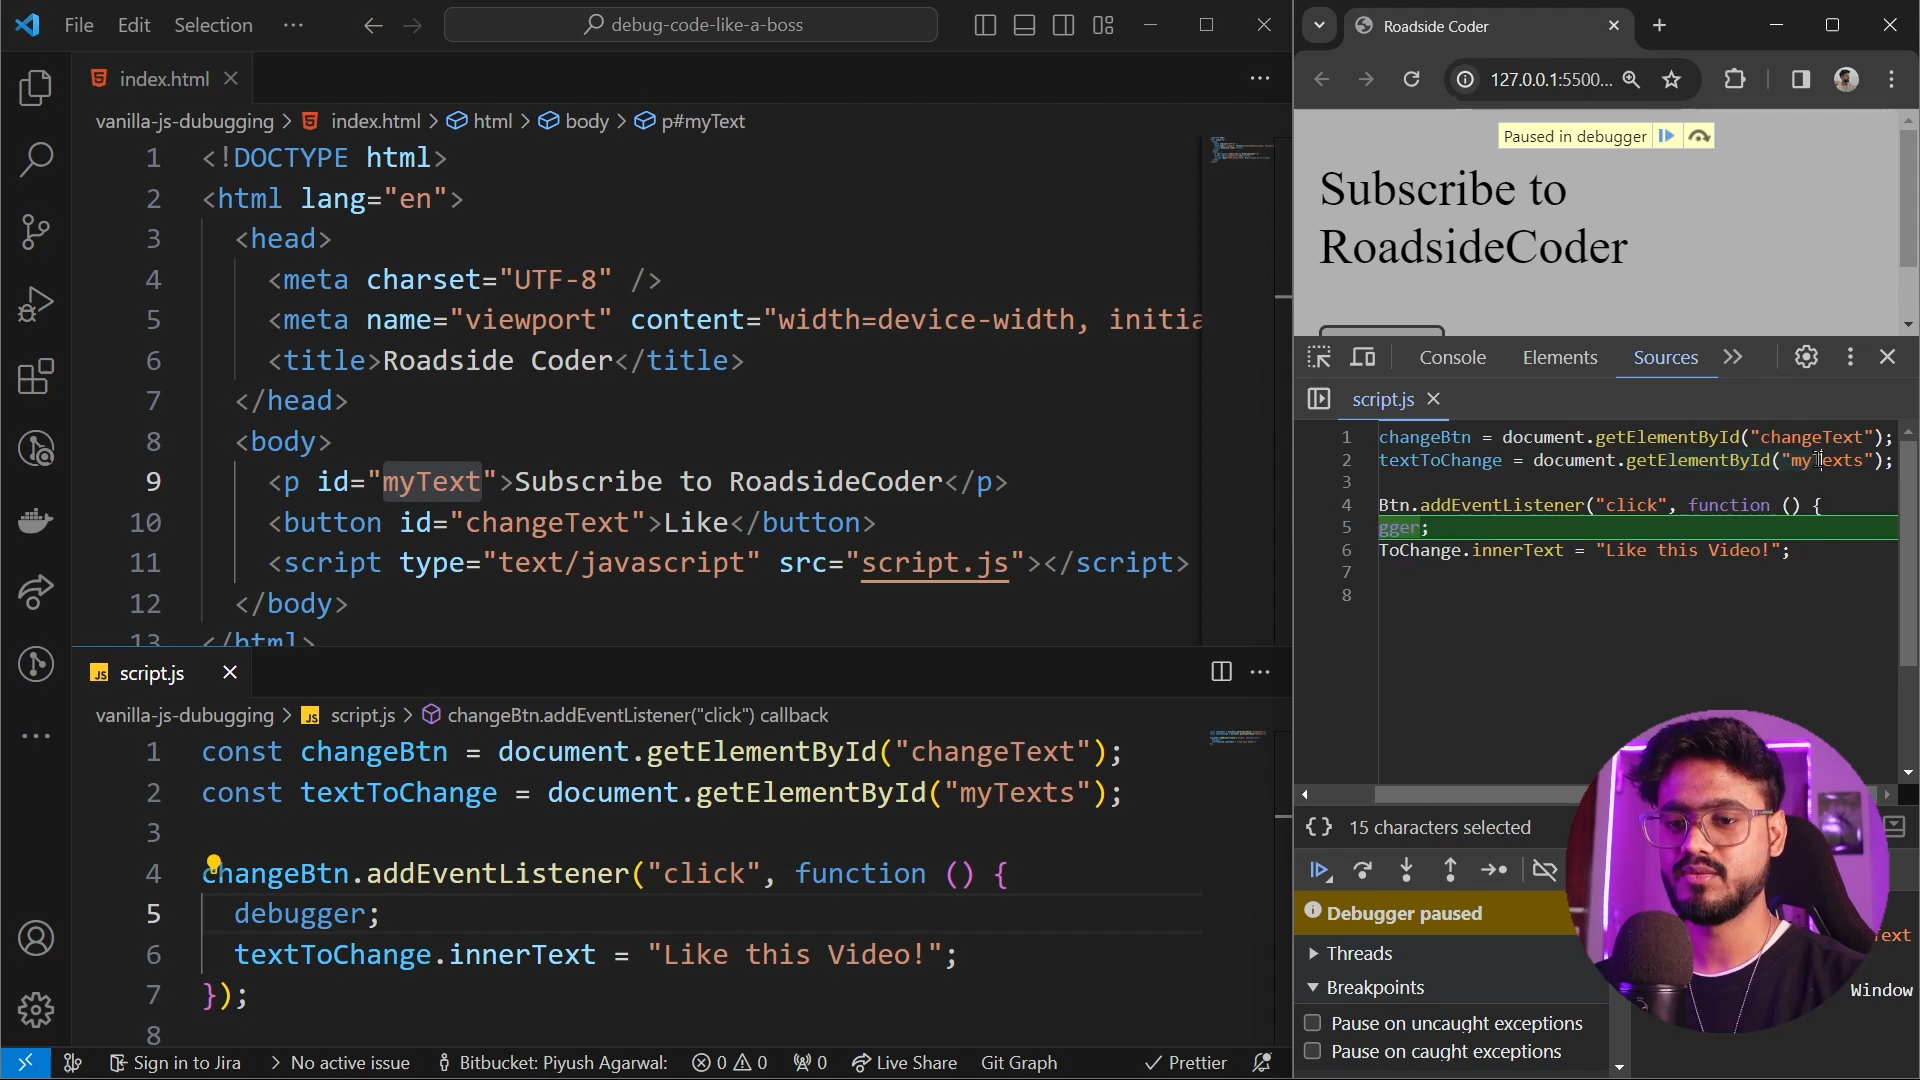 File Edit Selection ··· debug-code-like-a-boss
index.html
vanilla-js-dubugging > index.html > html > body > p#myText
1 <!DOCTYPE html>
2 <html lang="en">
3 <head>
4 <meta charset="UTF-8" />
5 <meta name="viewport" content="width=device-width, initia
6 <title>Roadside Coder</title>
7 </head>
8 <body>
9 <p id="myText">Subscribe to RoadsideCoder</p>
10 <button id="changeText">Like</button>
11 <script type="text/javascript" src="script.js"></script>
12 </body>
13 </html>
JS script.js
vanilla-js-dubugging > JS script.js > changeBtn.addEventListener("click") callback
1 const changeBtn = document.getElementById("changeText");
2 const textToChange = document.getElementById("myTexts");
3
4 changeBtn.addEventListener("click", function () {
5 debugger;
6 textToChange.innerText = "Like this Video!";
7 });
8
Sign in to Jira > No active issue Bitbucket: Piyush Agarwal: 0 0 0 Live Share Git Graph Prettier
Roadside Coder
127.0.0.1:5500...
Paused in debugger
Subscribe to
RoadsideCoder
Console Elements Sources
script.js
1 changeBtn = document.getElementById("changeText");
2 textToChange = document.getElementById("myTexts");
3
4 Btn.addEventListener("click", function () {
5 gger;
6 ToChange.innerText = "Like this Video!";
7
8
{} 15 characters selected
Debugger paused
Threads
Breakpoints
Pause on uncaught exceptions
Pause on caught exceptions
Text
Window